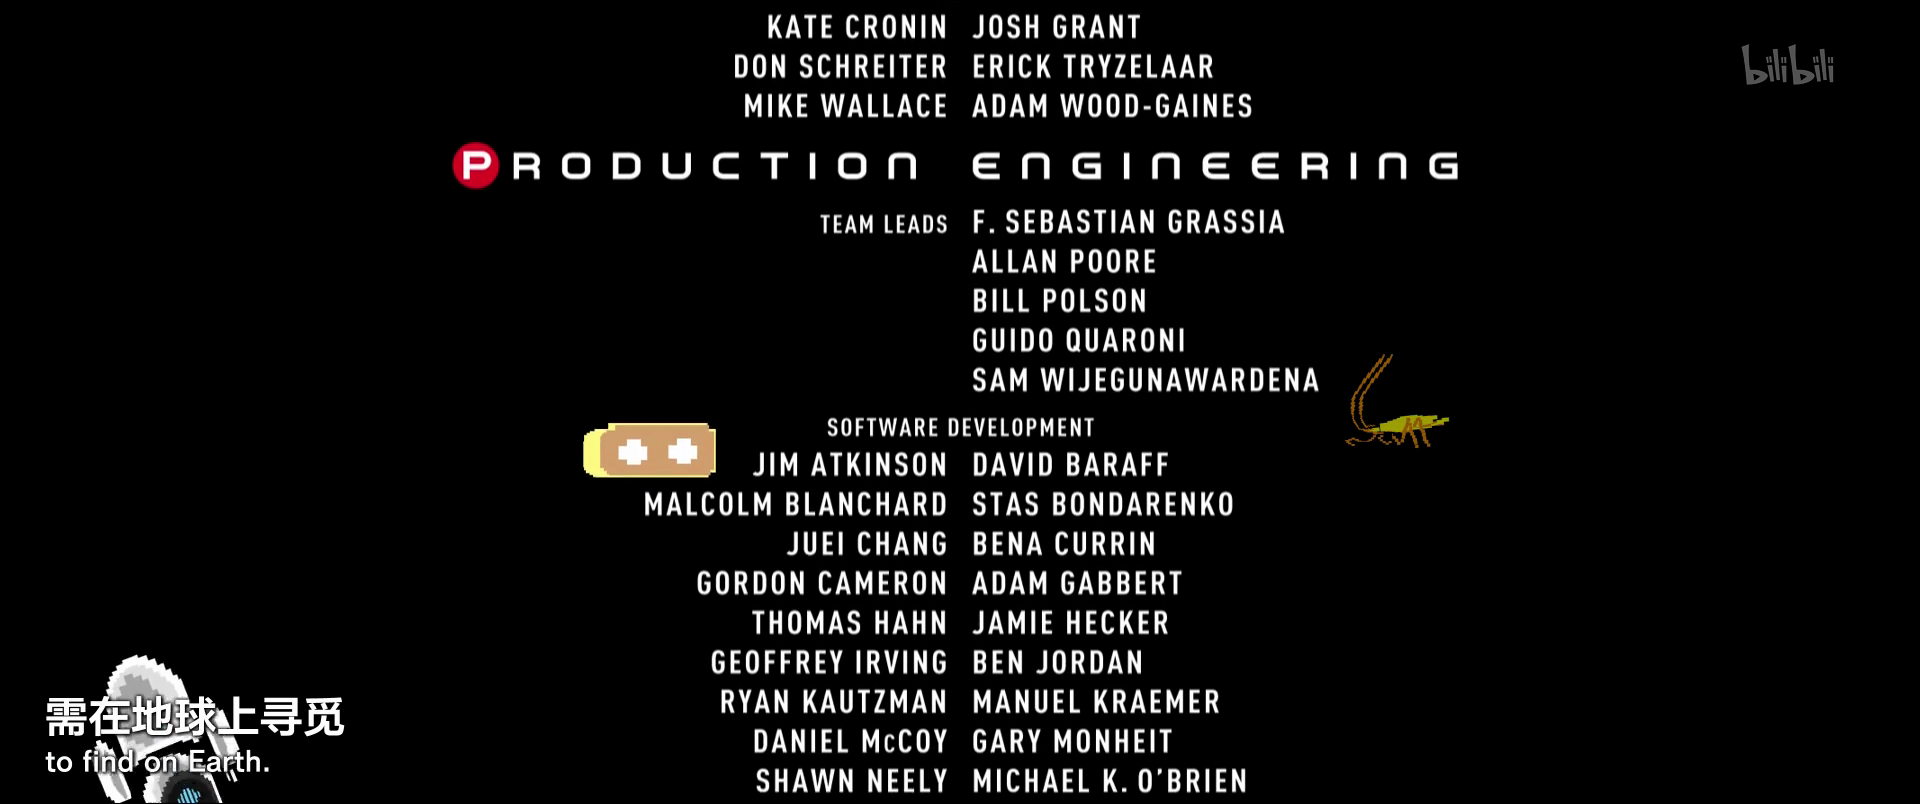 KATE CRONIN JOSH GRANT
DON SCHREITER ERICK TRYZELAAR
MIKE WALLACE ADAM WOOD-GAINES
PRODUCTION ENGINEERING
TEAM LEADS F. SEBASTIAN GRASSIA
ALLAN POORE
BILL POLSON
GUIDO QUARONI
SAM WIJEGUNAWARDENA
SOFTWARE DEVELOPMENT
JIM ATKINSON DAVID BARAFF
MALCOLM BLANCHARD STAS BONDARENKO
JUEI CHANG BENA CURRIN
GORDON CAMERON ADAM GABBERT
THOMAS HAHN JAMIE HECKER
GEOFFREY IRVING BEN JORDAN
RYAN KAUTZMAN MANUEL KRAEMER
DANIEL McCOY GARY MONHEIT
SHAWN NEELY MICHAEL K. O'BRIEN
bilibili
需在地球上寻觅
to find on Earth.